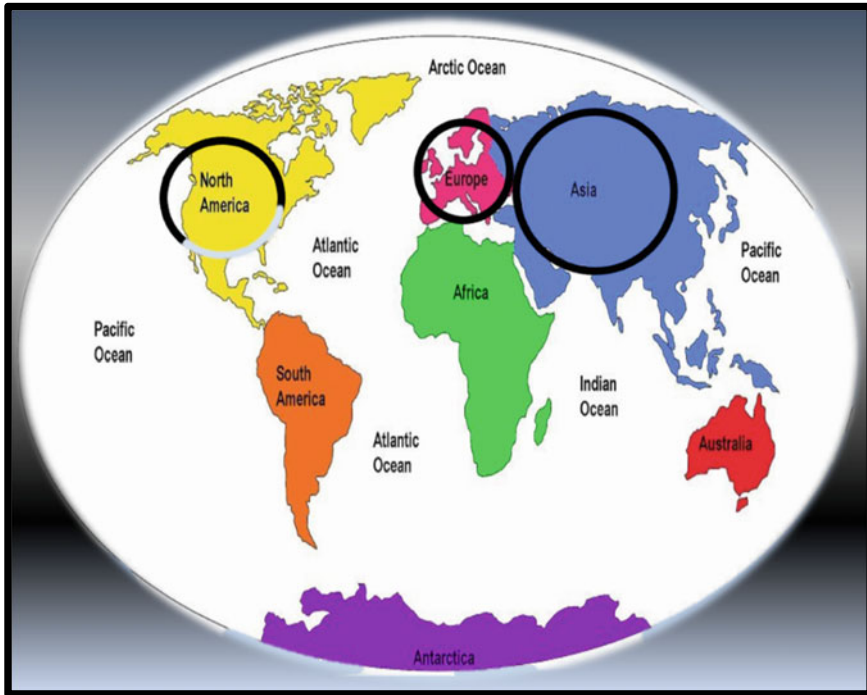 Arctic Ocean
North
America
Europe
Asia
Atlantic
Ocean
Pacific
Ocean
Africa
Pacific
Ocean
South
America
Indian
Ocean
Atlantic
Ocean
Australia
Antarctica